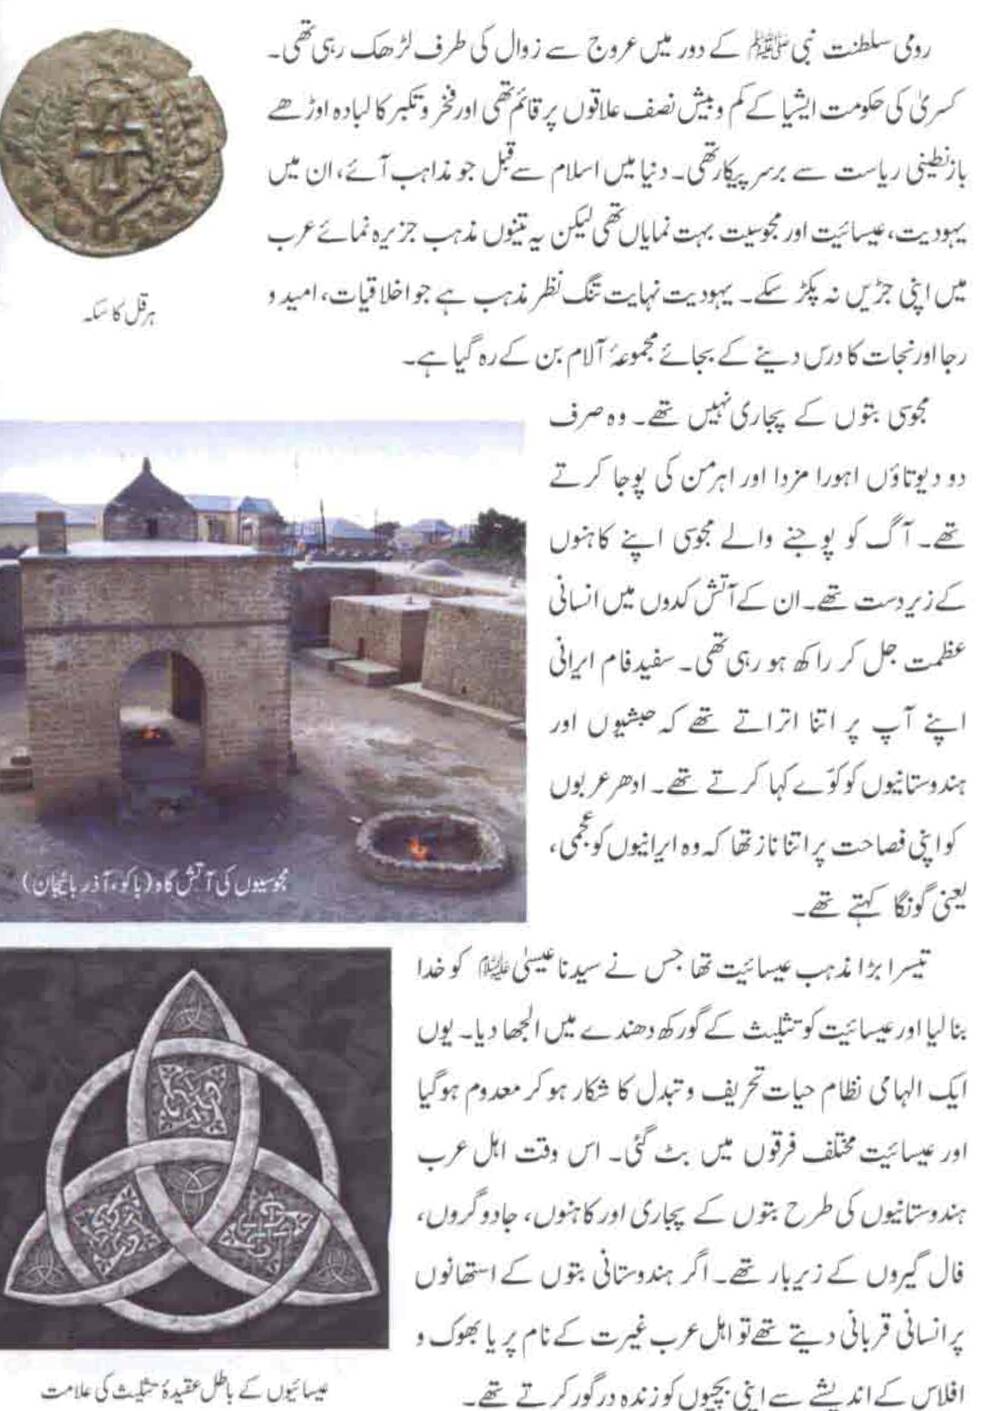 رومی سلطنت نبی ﷺ کے دور میں عروج سے زوال کی طرف لڑھک رہی تھی۔
کسریٰ کی حکومت ایشیا کے کم و بیش نصف علاقوں پر قائم تھی اور فخر و تکبر کا لبادہ اوڑھے
بازنطینی ریاست سے برسر پیکار تھی۔ دنیا میں اسلام سے قبل جو مذاہب آئے، ان میں
یہودیت، عیسائیت اور مجوسیت بہت نمایاں تھی لیکن یہ تینوں مذہب جزیرہ نمائے عرب
میں اپنی جڑیں نہ پکڑ سکے۔ یہودیت نہایت تنگ نظر مذہب ہے جو اخلاقیات، امید و
رجا اور نجات کا درس دینے کے بجائے مجموعۂ آلام بن کے رہ گیا ہے۔
ہرقل کا سکہ
مجوسی بتوں کے پجاری نہیں تھے۔ وہ صرف
دو دیوتاؤں اہورا مزدا اور اہرمن کی پوجا کرتے
تھے۔ آگ کو پوجنے والے مجوسی اپنے کاہنوں
کے زیردست تھے۔ ان کے آتش کدوں میں انسانی
عظمت جل کر راکھ ہو رہی تھی۔ سفید فام ایرانی
اپنے آپ پر اتنا اتراتے تھے کہ حبشیوں اور
ہندوستانیوں کو کوّے کہا کرتے تھے۔ ادھر عربوں
کو اپنی فصاحت پر اتنا ناز تھا کہ وہ ایرانیوں کو عجمی،
یعنی گونگا کہتے تھے۔
مجوسیوں کی آتش گاہ (باکو، آذر بائیجان)
تیسرا بڑا مذہب عیسائیت تھا جس نے سیدنا عیسیٰ علیہ السلام کو خدا
بنا لیا اور عیسائیت کو تثلیث کے گورکھ دھندے میں الجھا دیا۔ یوں
ایک الہامی نظام حیات تحریف و تبدل کا شکار ہو کر معدوم ہو گیا
اور عیسائیت مختلف فرقوں میں بٹ گئی۔ اس وقت اہل عرب
ہندوستانیوں کی طرح بتوں کے پجاری اور کاہنوں، جادوگروں،
فال گیروں کے زیر بار تھے۔ اگر ہندوستانی بتوں کے استھانوں
پر انسانی قربانی دیتے تھے تو اہل عرب غیرت کے نام پر یا بھوک و
افلاس کے اندیشے سے اپنی بچیوں کو زندہ درگور کرتے تھے۔
عیسائیوں کے باطل عقیدۂ تثلیث کی علامت